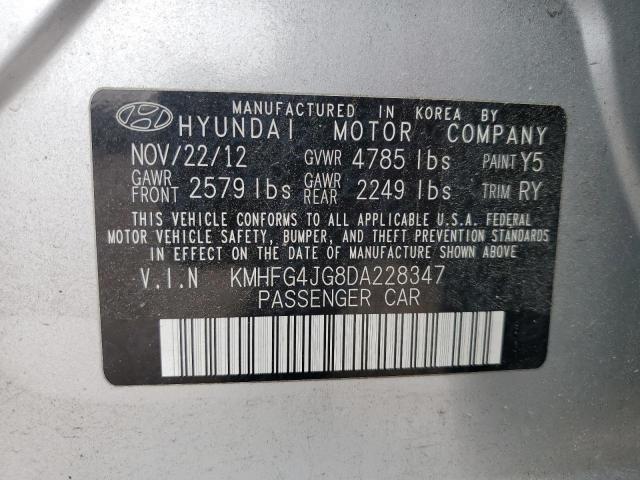 MANUFACTURED IN KOREA BY
HYUNDAI MOTOR COMPANY
NOV/22/12 GVWR 4785 lbs PAINT Y5
GAWR FRONT 2579 lbs GAWR REAR 2249 lbs TRIM RY
THIS VEHICLE CONFORMS TO ALL APPLICABLE U.S.A. FEDERAL
MOTOR VEHICLE SAFETY, BUMPER, AND THEFT PREVENTION STANDARDS
IN EFFECT ON THE DATE OF MANUFACTURE SHOWN ABOVE
V.I.N KMHFG4JG8DA228347
PASSENGER CAR